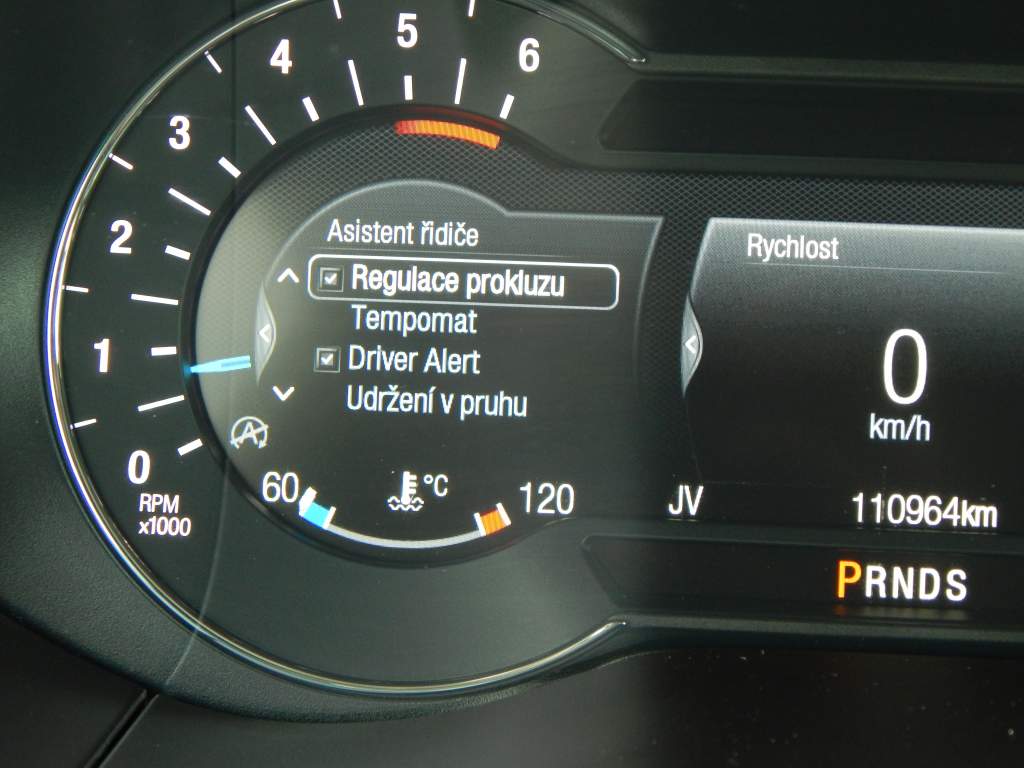 5
4
6
3
2
1
0
RPM
x1000
Asistent řidiče
Regulace prokluzu
Tempomat
Driver Alert
Udržení v pruhu
A
60
°C
120
Rychlost
0
km/h
JV
110964km
PRNDS